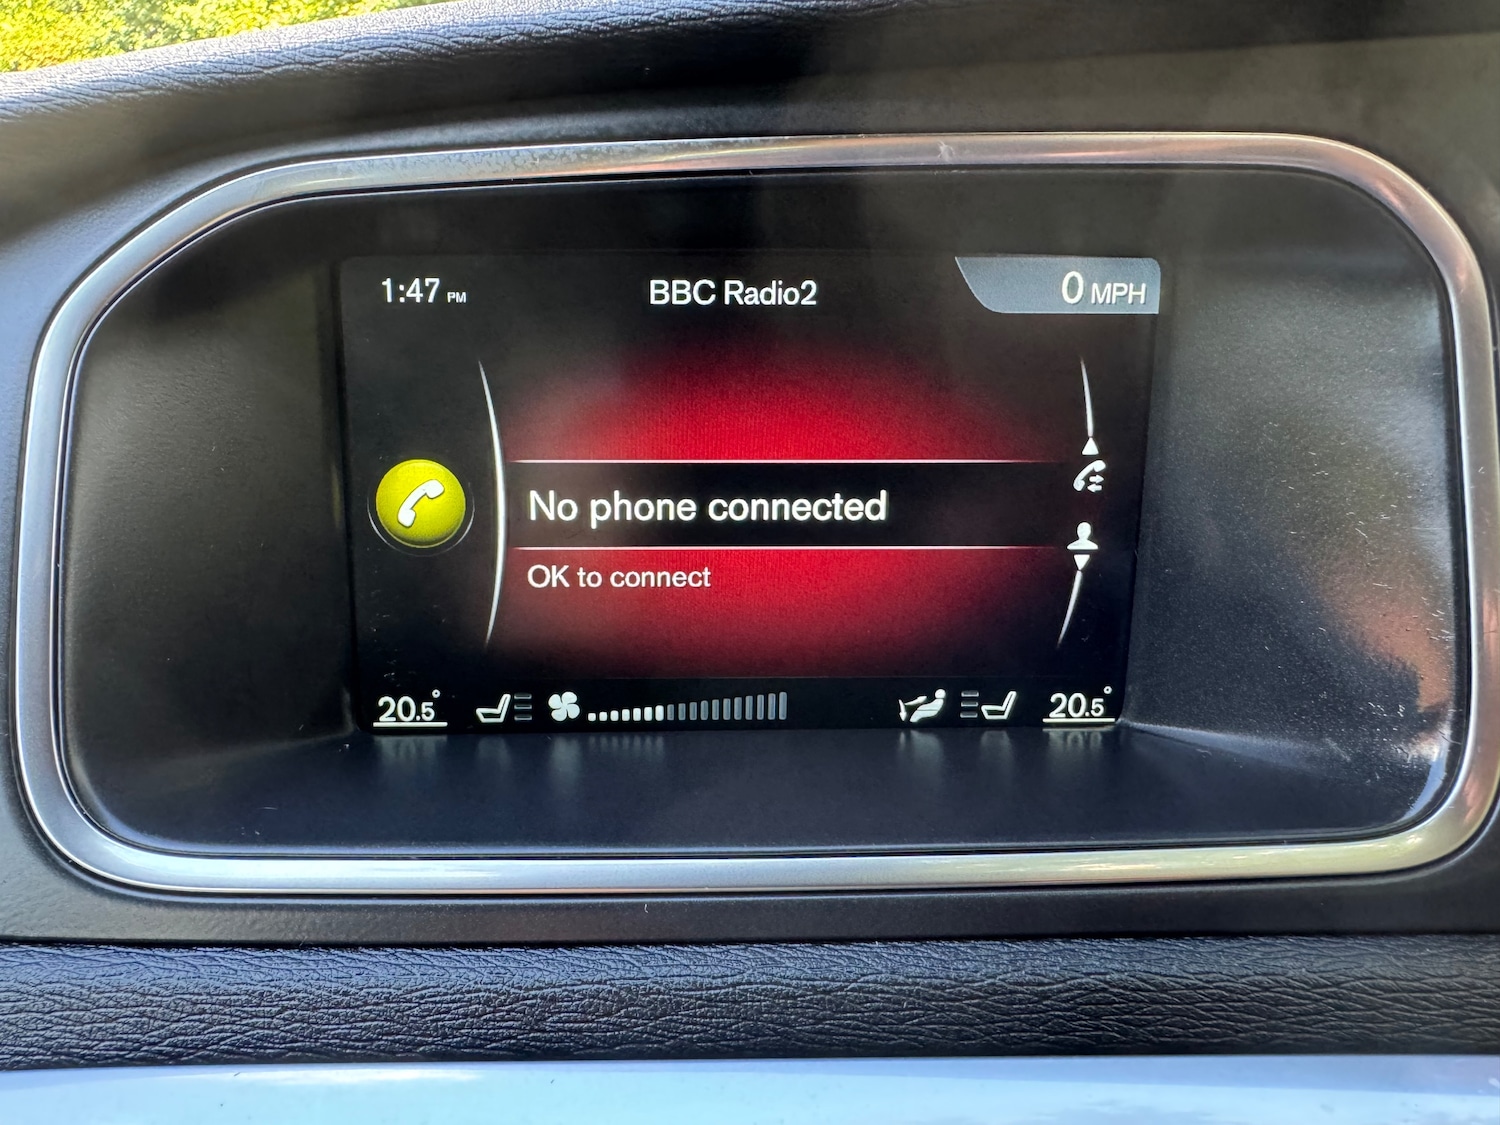 1:47 PM
BBC Radio2
0 MPH
No phone connected
OK to connect
20.5°
20.5°